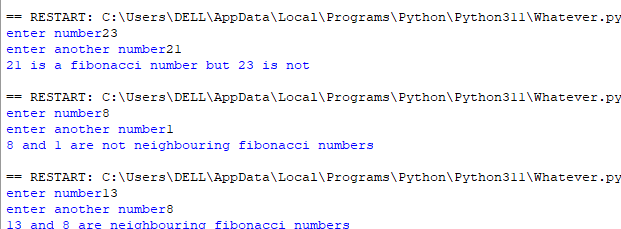 == RESTART: C:\Users\DELL\AppData\Local\Programs\Python\Python311\Whatever.py
enter number23
enter another number21
21 is a fibonacci number but 23 is not
== RESTART: C:\Users\DELL\AppData\Local\Programs\Python\Python311\Whatever.py
enter number8
enter another number1
8 and 1 are not neighbouring fibonacci numbers
== RESTART: C:\Users\DELL\AppData\Local\Programs\Python\Python311\Whatever.py
enter number13
enter another number8
13 and 8 are neighbouring fibonacci numbers